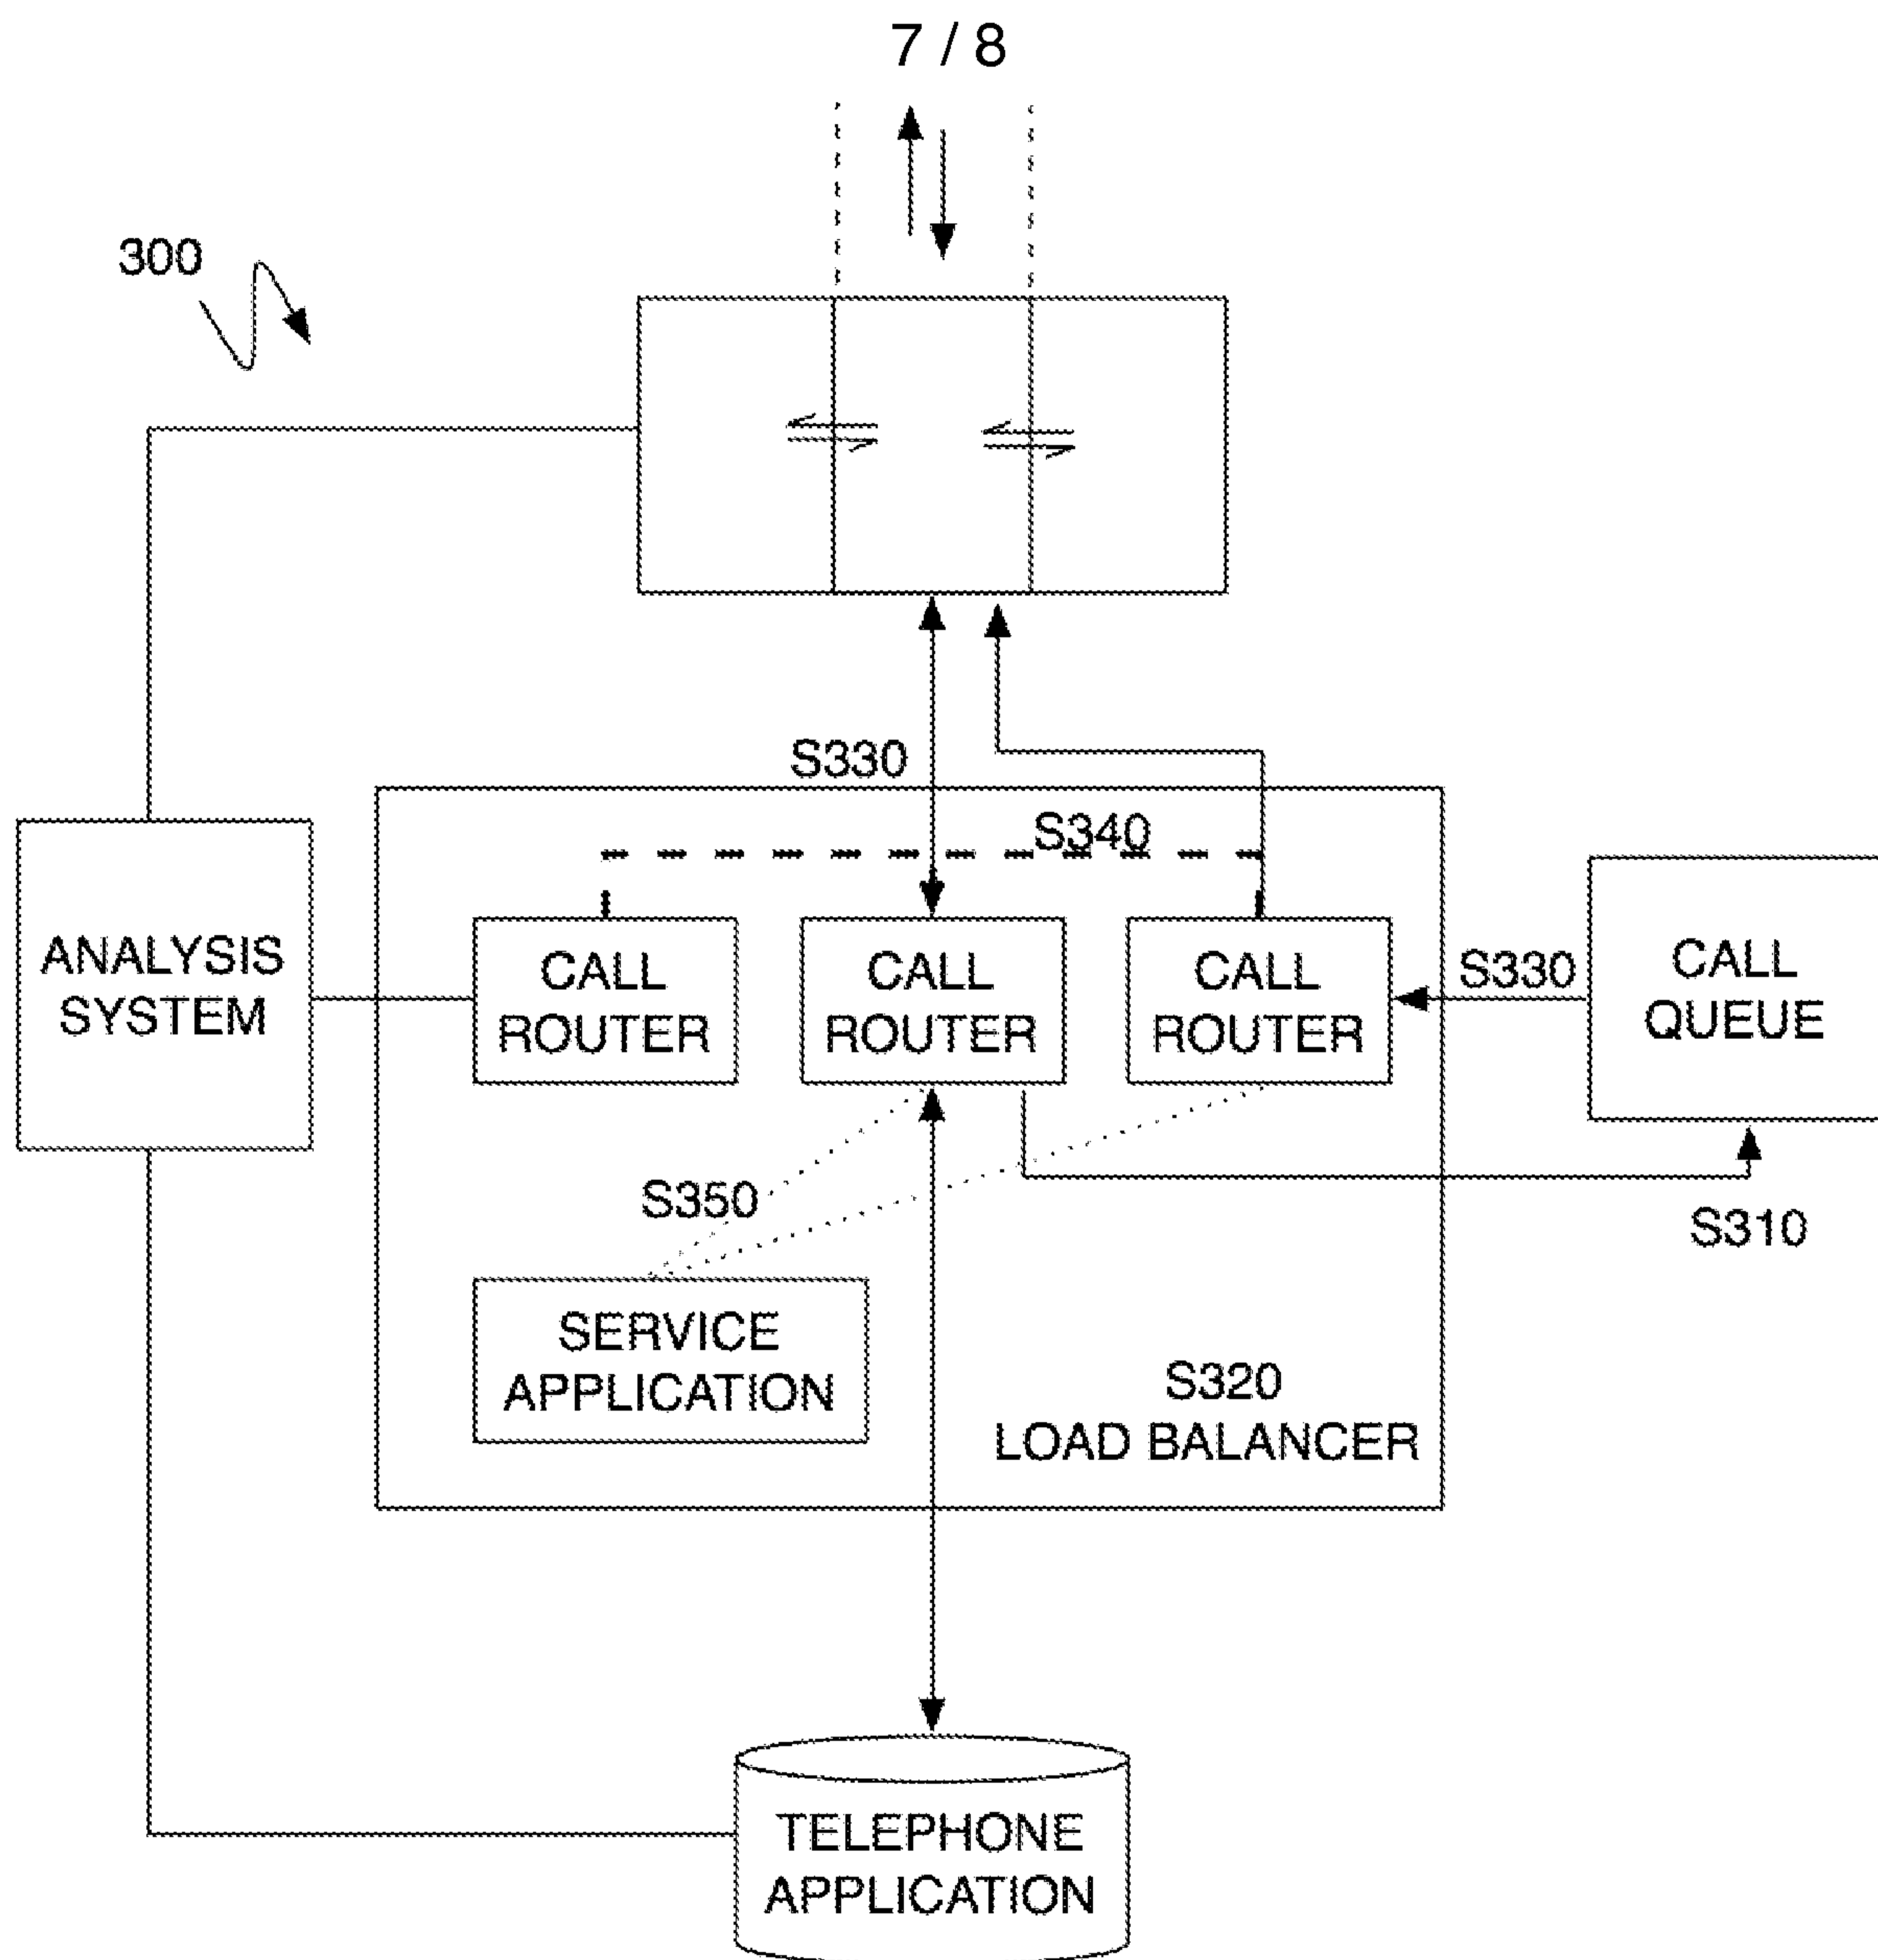 7 / 8
300
S330
S340
ANALYSIS
SYSTEM
CALL
ROUTER
CALL
ROUTER
CALL
ROUTER
S330
CALL
QUEUE
S350
S310
SERVICE
APPLICATION
S320
LOAD BALANCER
TELEPHONE
APPLICATION